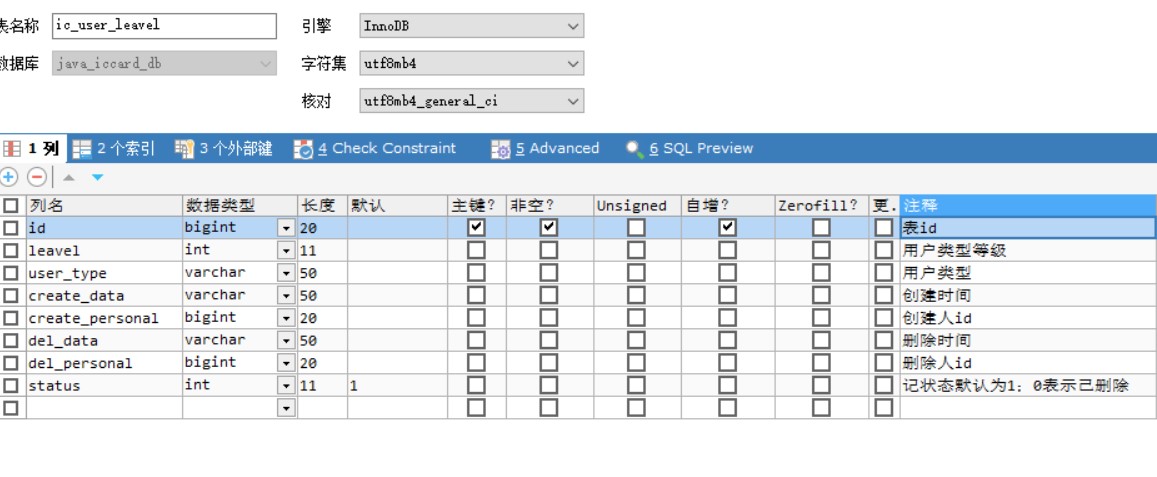 表名称 ic_user_leavel 引擎 InnoDB
数据库 java_iccard_db 字符集 utf8mb4
核对 utf8mb4_general_ci
1 列 2 个索引 3 个外部键 4 Check Constraint 5 Advanced 6 SQL Preview
列名 数据类型 长度 默认 主键? 非空? Unsigned 自增? Zerofill? 更. 注释
id bigint 20 表id
leavel int 11 用户类型等级
user_type varchar 50 用户类型
create_data varchar 50 创建时间
create_personal bigint 20 创建人id
del_data varchar 50 删除时间
del_personal bigint 20 删除人id
status int 11 1 记状态默认为1；0表示已删除